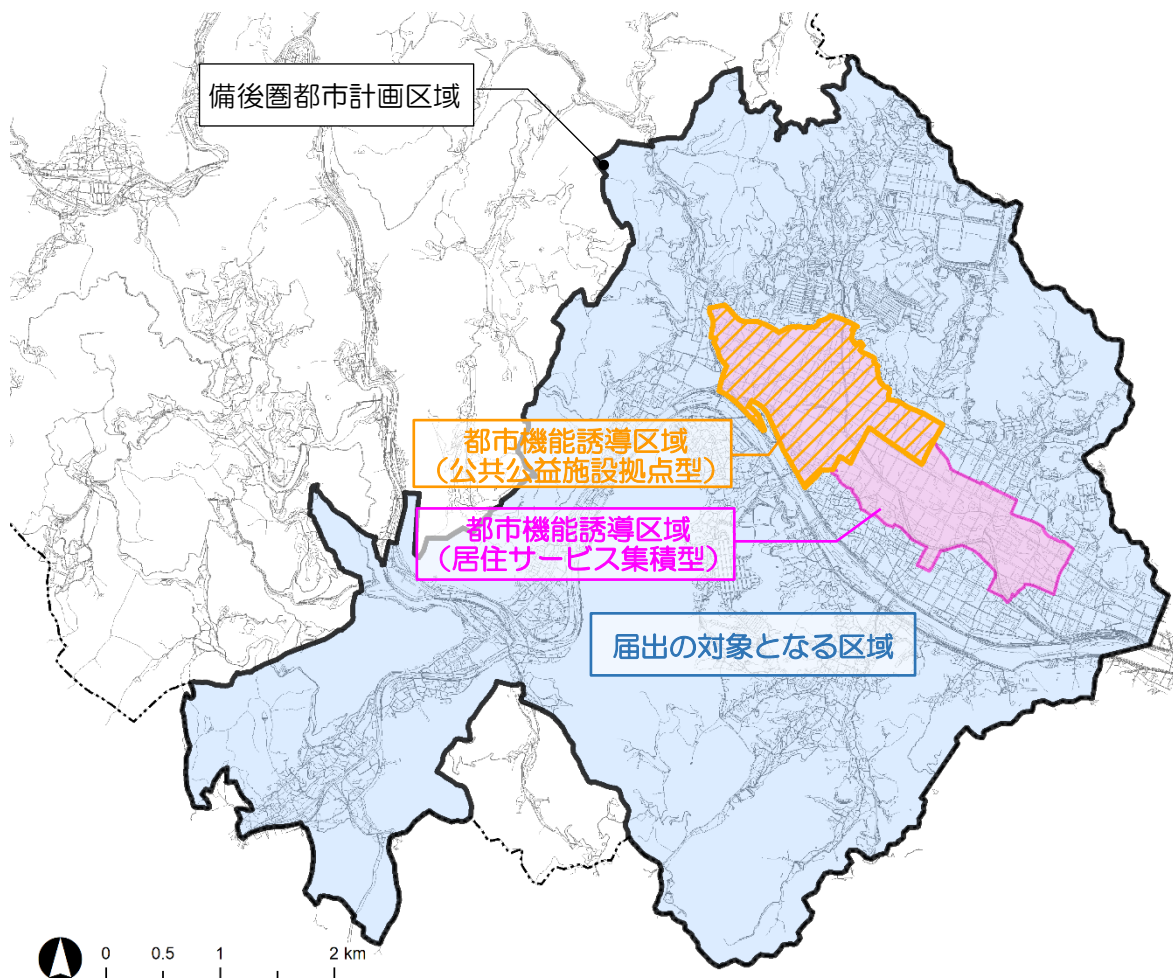 備後圏都市計画区域
都市機能誘導区域
（公共公益施設拠点型）
都市機能誘導区域
（居住サービス集積型）
届出の対象となる区域
0 0.5 1 2 km